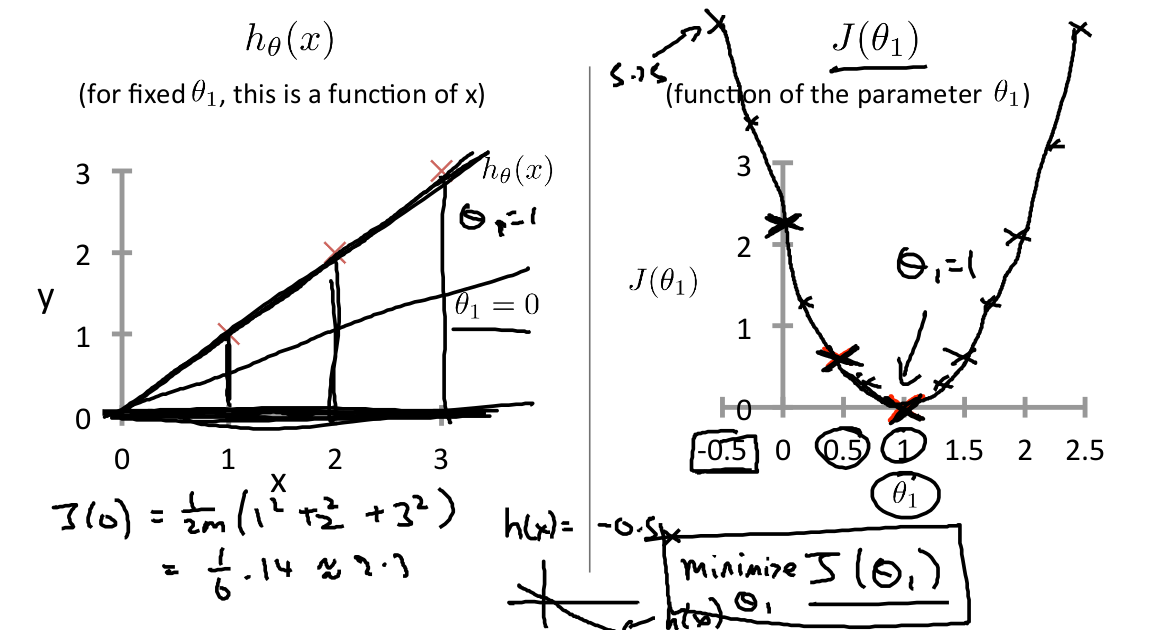 hθ(x)
(for fixed θ₁, this is a function of x)
3
2
1
0
y
0 1 2 3
x
hθ(x)
θ₁=1
θ₁ = 0
J(0) = 1/2m (1² + 2² + 3²)
= 1/6 · 14 ≈ 2.3
J(θ₁)
5.25
(function of the parameter θ₁)
3
2
1
0
J(θ₁)
θ₁=1
-0.5 0 0.5 1 1.5 2 2.5
θ₁
h(x) = -0.5x
minimize J(θ₁)
θ₁
h(x)